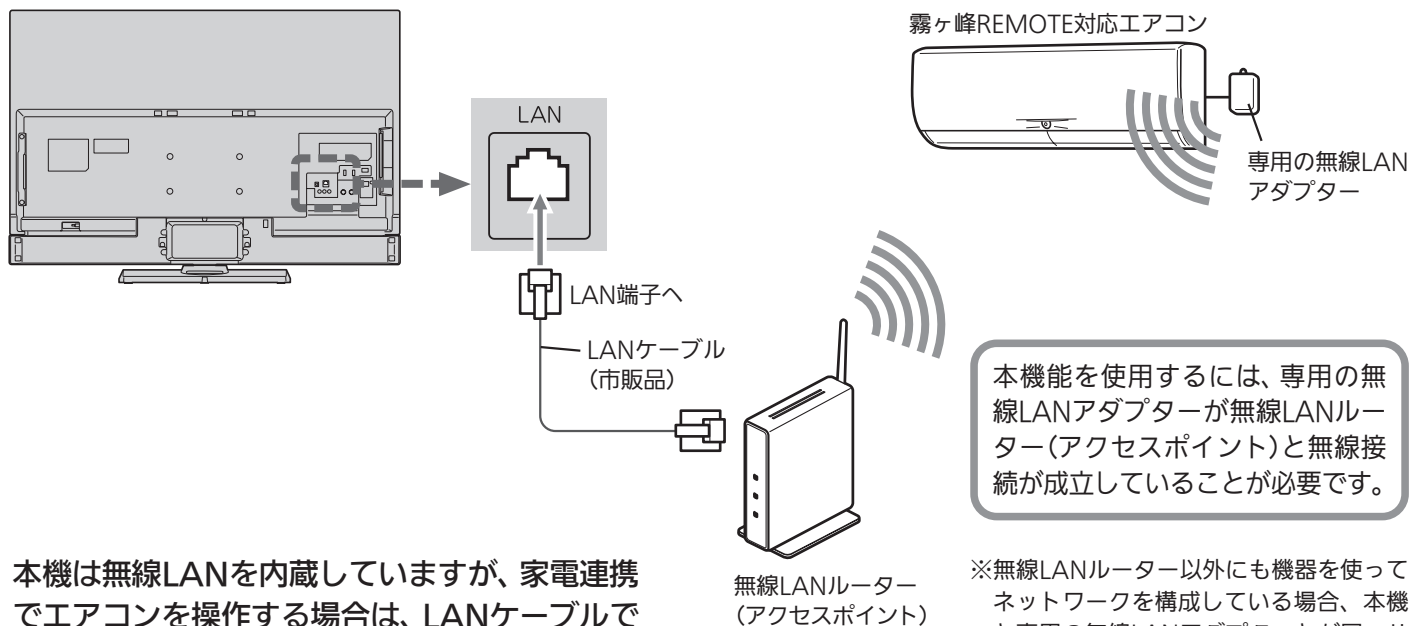 霧ヶ峰REMOTE対応エアコン
LAN
専用の無線LAN
アダプター
LAN端子へ
LANケーブル
（市販品）
本機能を使用するには、専用の無
線LANアダプターが無線LANルー
ター（アクセスポイント）と無線接
続が成立していることが必要です。
本機は無線LANを内蔵していますが、家電連携
でエアコンを操作する場合は、LANケーブルで
無線LANルーター
（アクセスポイント）
※無線LANルーター以外にも機器を使って
ネットワークを構成している場合、本機